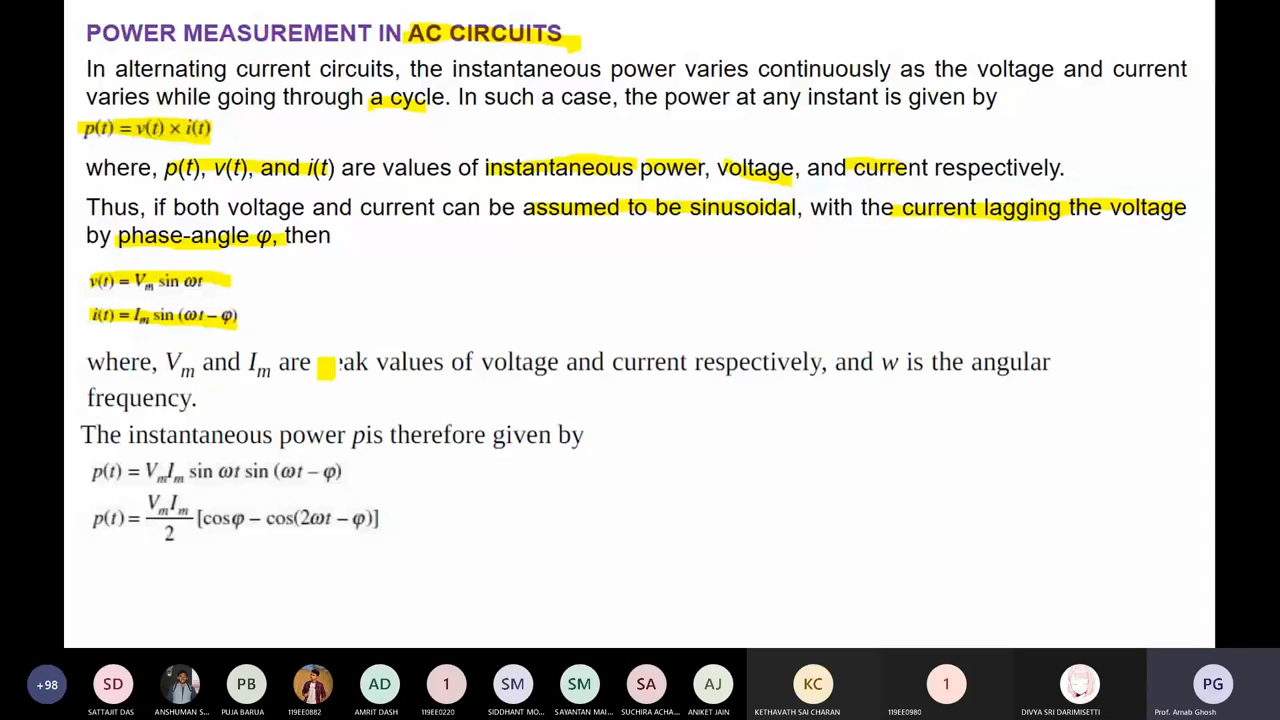 POWER MEASUREMENT IN AC CIRCUITS
In alternating current circuits, the instantaneous power varies continuously as the voltage and current
varies while going through a cycle. In such a case, the power at any instant is given by
p(t) = v(t) × i(t)
where, p(t), v(t), and i(t) are values of instantaneous power, voltage, and current respectively.
Thus, if both voltage and current can be assumed to be sinusoidal, with the current lagging the voltage
by phase-angle φ, then
v(t) = Vm sin ωt
i(t) = Im sin (ωt – φ)
where, Vm and Im are eak values of voltage and current respectively, and w is the angular
frequency.
The instantaneous power pis therefore given by
p(t) = VmIm sin ωt sin (ωt – φ)
p(t) = VmIm/2 [cosφ – cos(2ωt – φ)]
+98 SD PB AD 1 SM SM SA AJ KC 1 PG
SATTAJIT DAS ANSHUMAN S... PUJA BARUA 119EE0882 AMRIT DASH 119EE0220 SIDDHANT MO... SAYANTAN MAI... SUCHIRA ACHA... ANIKET JAIN KETHAVATH SAI CHARAN 119EE0980 DIVYA SRI DARIMISETTI Prof. Arnab Ghosh